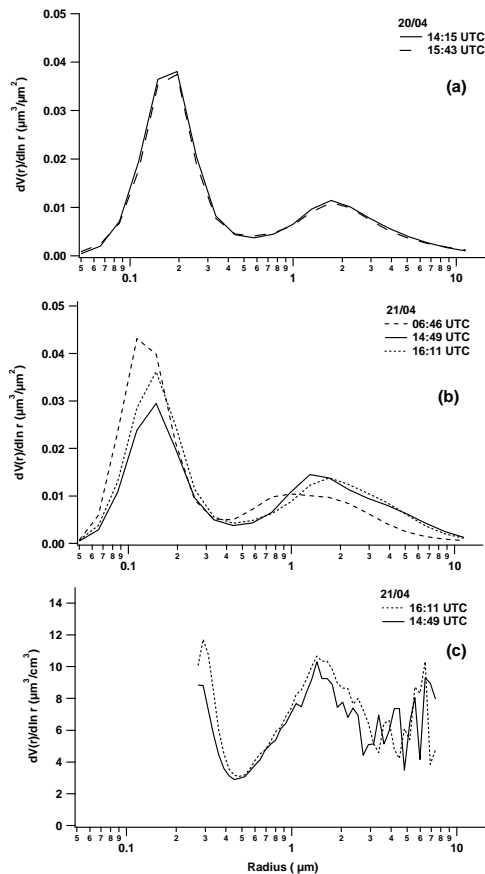 20/04
14:15 UTC
15:43 UTC
(a)
dV(r)/dln r (µm³/µm²)
0.05
0.04
0.03
0.02
0.01
0.00
5 6 7 8 9 0.1 2 3 4 5 6 7 8 9 1 2 3 4 5 6 7 8 9 10
21/04
06:46 UTC
14:49 UTC
16:11 UTC
(b)
dV(r)/dln r (µm³/µm²)
0.05
0.04
0.03
0.02
0.01
0.00
5 6 7 8 9 0.1 2 3 4 5 6 7 8 9 1 2 3 4 5 6 7 8 9 10
21/04
16:11 UTC
14:49 UTC
(c)
dV(r)/dln r (µm³/cm³)
14
12
10
8
6
4
2
0
5 6 7 8 9 0.1 2 3 4 5 6 7 8 9 1 2 3 4 5 6 7 8 9 10
Radius ( µm)